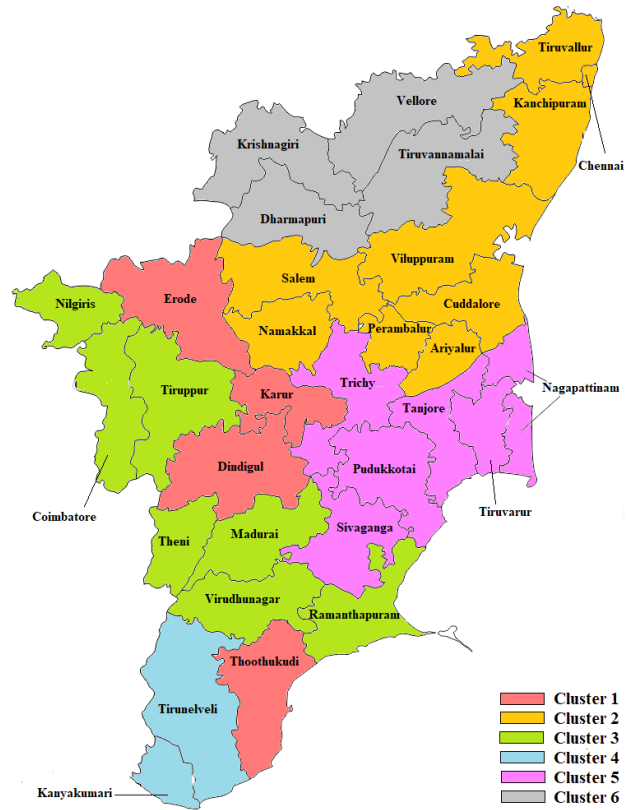 Tiruvallur
Vellore
Kanchipuram
Krishnagiri
Tiruvannamalai
Chennai
Dharmapuri
Viluppuram
Salem
Nilgiris
Erode
Cuddalore
Namakkal
Perambalur
Ariyalur
Trichy
Nagapattinam
Tiruppur
Karur
Tanjore
Dindigul
Pudukkotai
Coimbatore
Tiruvarur
Sivaganga
Madurai
Theni
Virudhunagar
Ramanthapuram
Thoothukudi
Tirunelveli
Kanyakumari
Cluster 1
Cluster 2
Cluster 3
Cluster 4
Cluster 5
Cluster 6